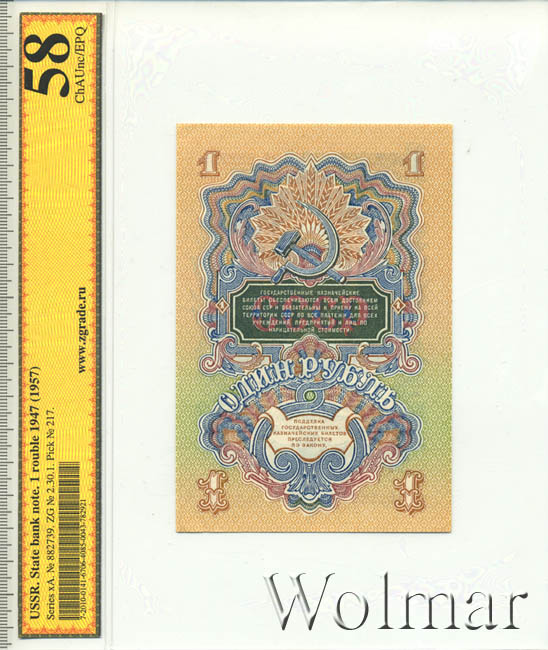 58
ChAUnc/EPQ
www.zgrade.ru
USSR. State bank note. 1 rouble 1947 (1957)
Series xA. № 882739. ZG № 2.30.1. Pick № 217.
1 1
ГОСУДАРСТВЕННЫЕ КАЗНАЧЕЙСКИЕ
БИЛЕТЫ ОБЕСПЕЧИВАЮТСЯ ВСЕМ ДОСТОЯНИЕМ
СОЮЗА ССР И ОБЯЗАТЕЛЬНЫ К ПРИЕМУ НА ВСЕЙ
ТЕРРИТОРИИ СССР ВО ВСЕ ПЛАТЕЖИ ДЛЯ ВСЕХ
УЧРЕЖДЕНИЙ, ПРЕДПРИЯТИЙ И ЛИЦ ПО
НАРИЦАТЕЛЬНОЙ СТОИМОСТИ
ОДИН РУБЛЬ
ПОДДЕЛКА
ГОСУДАРСТВЕННЫХ
КАЗНАЧЕЙСКИХ БИЛЕТОВ
ПРЕСЛЕДУЕТСЯ
ПО ЗАКОНУ.
1 1
Wolmar